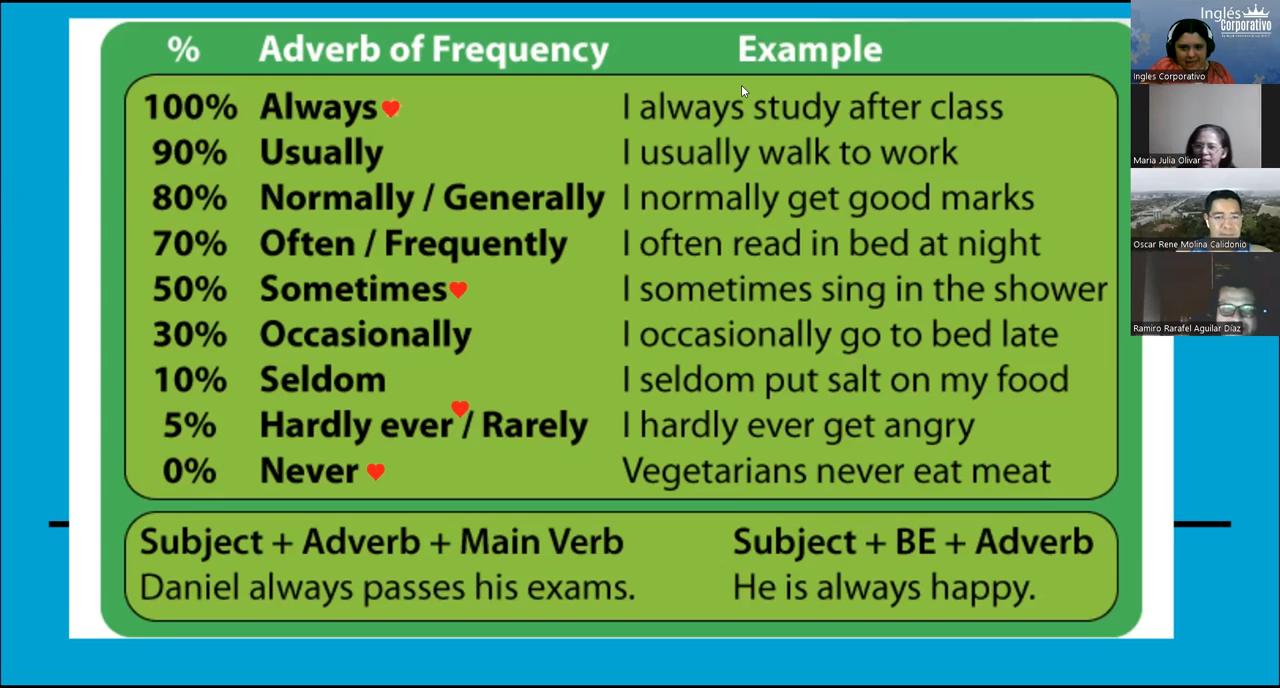 % Adverb of Frequency Example
100% Always I always study after class
90% Usually I usually walk to work
80% Normally / Generally I normally get good marks
70% Often / Frequently I often read in bed at night
50% Sometimes I sometimes sing in the shower
30% Occasionally I occasionally go to bed late
10% Seldom I seldom put salt on my food
5% Hardly ever / Rarely I hardly ever get angry
0% Never Vegetarians never eat meat
Subject + Adverb + Main Verb Subject + BE + Adverb
Daniel always passes his exams. He is always happy.
Inglés
Corporativo
Ingles Corporativo
Maria Julia Olivar
Oscar Rene Molina Calidonio
Ramiro Rarafel Aguilar Díaz